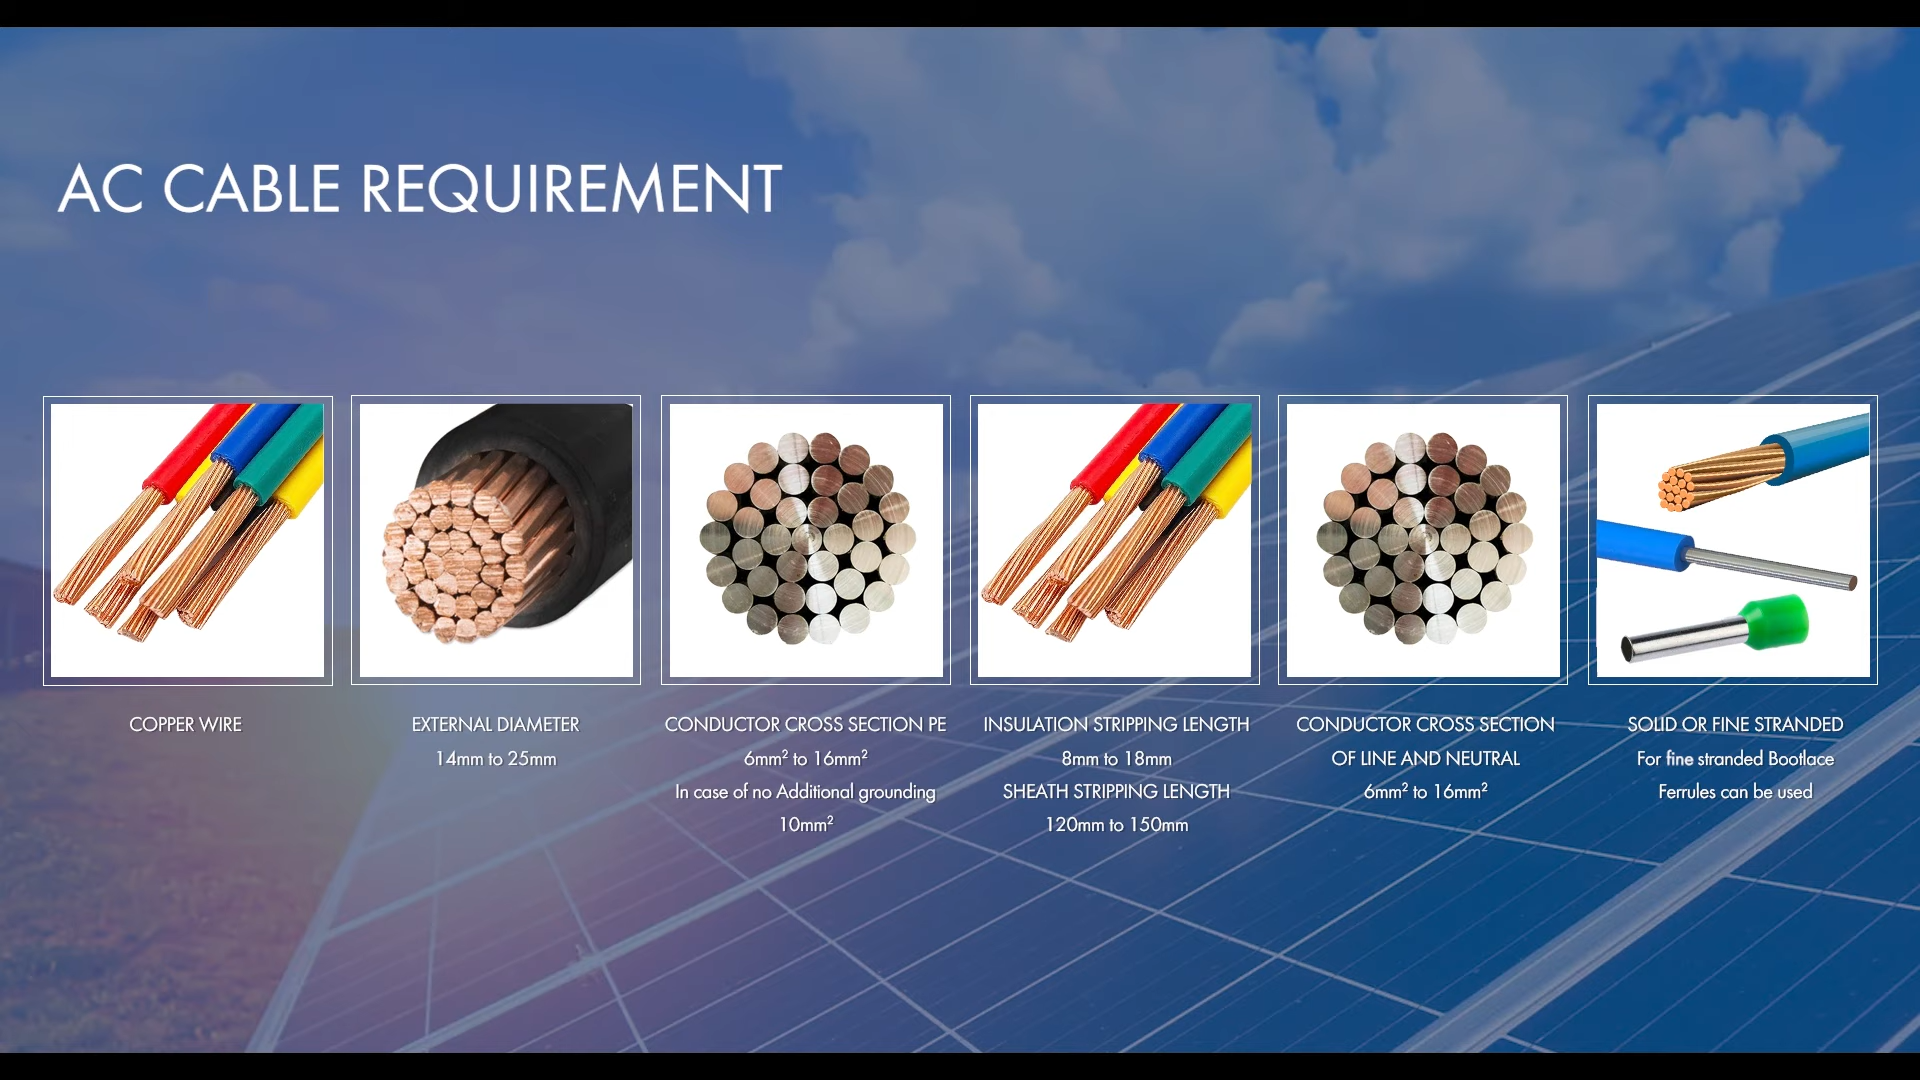 AC CABLE REQUIREMENT
COPPER WIRE
EXTERNAL DIAMETER
14mm to 25mm
CONDUCTOR CROSS SECTION PE
6mm² to 16mm²
In case of no Additional grounding
10mm²
INSULATION STRIPPING LENGTH
8mm to 18mm
SHEATH STRIPPING LENGTH
120mm to 150mm
CONDUCTOR CROSS SECTION
OF LINE AND NEUTRAL
6mm² to 16mm²
SOLID OR FINE STRANDED
For fine stranded Bootlace
Ferrules can be used